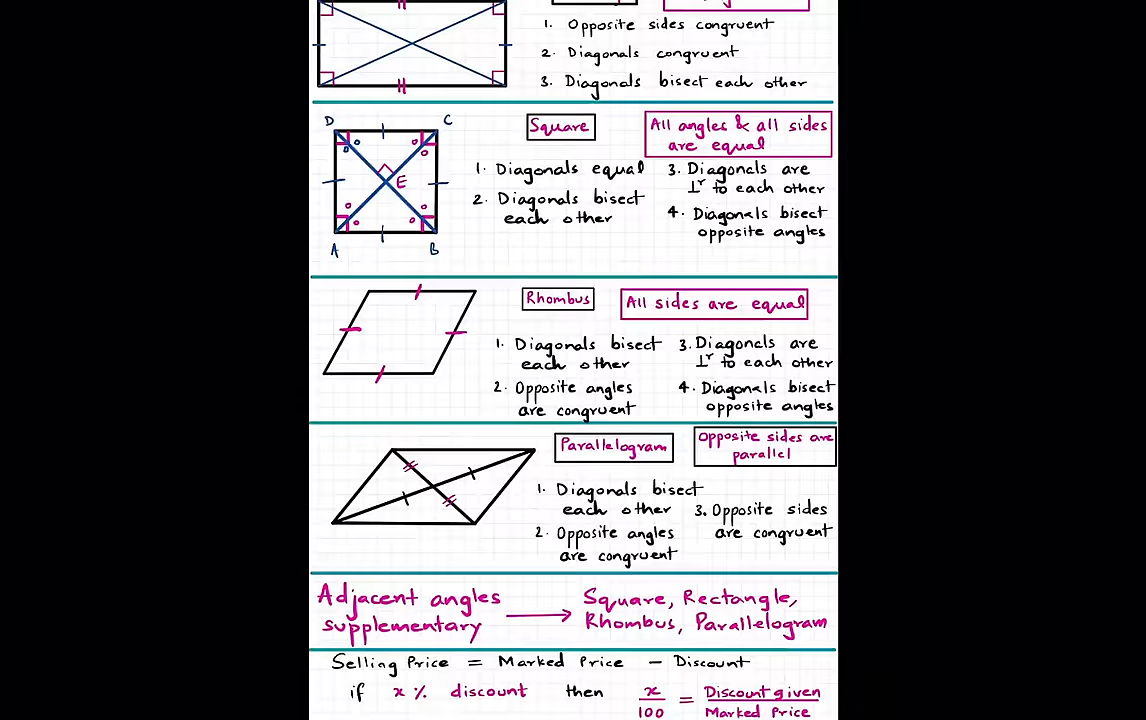 1. Opposite sides congruent
2. Diagonals congruent
3. Diagonals bisect each other
D
C
A
B
E
Square
All angles & all sides
are equal
1. Diagonals equal
2. Diagonals bisect
each other
3. Diagonals are
⊥ʳ to each other
4. Diagonals bisect
opposite angles
Rhombus
All sides are equal
1. Diagonals bisect
each other
2. Opposite angles
are congruent
3. Diagonals are
⊥ʳ to each other
4. Diagonals bisect
opposite angles
Parallelogram
Opposite sides are
parallel
1. Diagonals bisect
each other
2. Opposite angles
are congruent
3. Opposite sides
are congruent
Adjacent angles
supplementary
Square, Rectangle,
Rhombus, Parallelogram
Selling Price = Marked Price - Discount
if x % discount then x/100 = Discount given/Marked Price